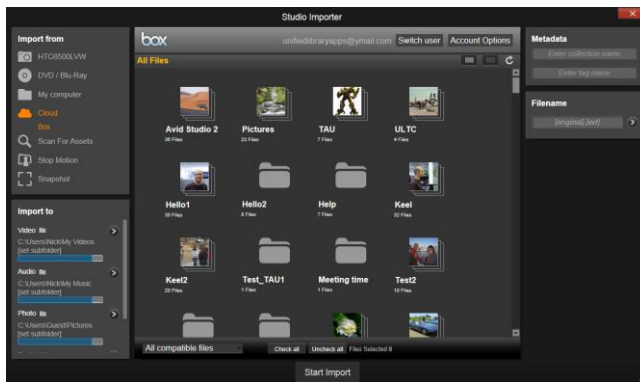 Studio Importer
Import from
HTC6500LVW
DVD / Blu-Ray
My computer
Cloud
Box
Scan For Assets
Stop Motion
Snapshot
Import to
Video
C:\Users\Nick\My Videos
[set subfolder]
Audio
C:\Users\Nick\My Music
[set subfolder]
Photo
C:\Users\Guest\Pictures
[set subfolder]
box
unifiedlibraryapps@ymail.com
Switch user
Account Options
All Files
Avid Studio 2
Pictures
TAU
ULTC
36 Files
23 Files
7 Files
4 Files
Hello1
Hello2
Help
Keel
30 Files
8 Files
7 Files
32 Files
Keel2
Test_TAU1
Meeting time
Test2
20 Files
1 Files
1 Files
10 Files
All compatible files
Check all
Uncheck all
Files Selected 0
Start Import
Metadata
Enter collection name
Enter tag name
Filename
[original[.text]